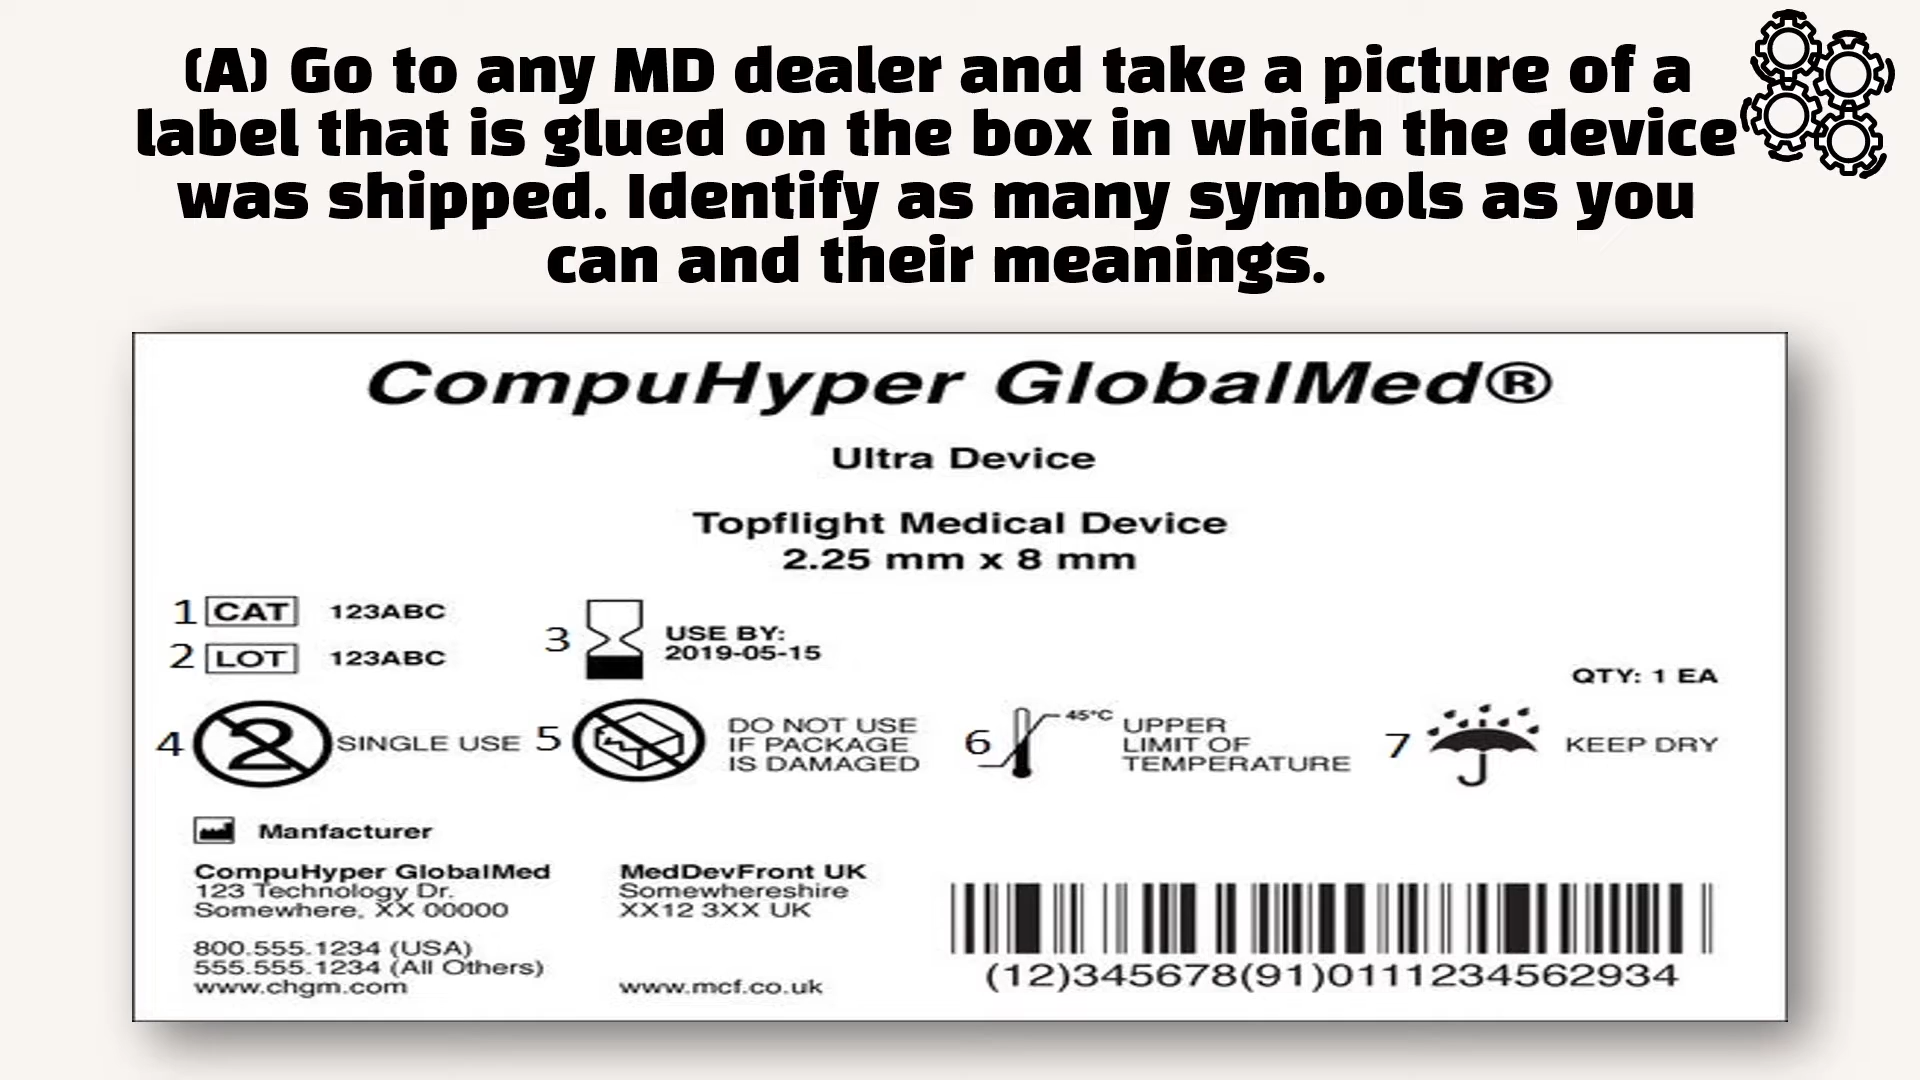 (A) Go to any MD dealer and take a picture of a
label that is glued on the box in which the device
was shipped. Identify as many symbols as you
can and their meanings.
CompuHyper GlobalMed®
Ultra Device
Topflight Medical Device
2.25 mm x 8 mm
1 CAT 123ABC
2 LOT 123ABC
3 USE BY:
2019-05-15
QTY: 1 EA
4 2 SINGLE USE
5 DO NOT USE
IF PACKAGE
IS DAMAGED
6 45°C UPPER
LIMIT OF
TEMPERATURE
7 KEEP DRY
Manfacturer
CompuHyper GlobalMed
123 Technology Dr.
Somewhere, XX 00000
800.555.1234 (USA)
555.555.1234 (All Others)
www.chgm.com
MedDevFront UK
Somewhereshire
XX12 3XX UK
www.mcf.co.uk
(12)345678(91)0111234562934